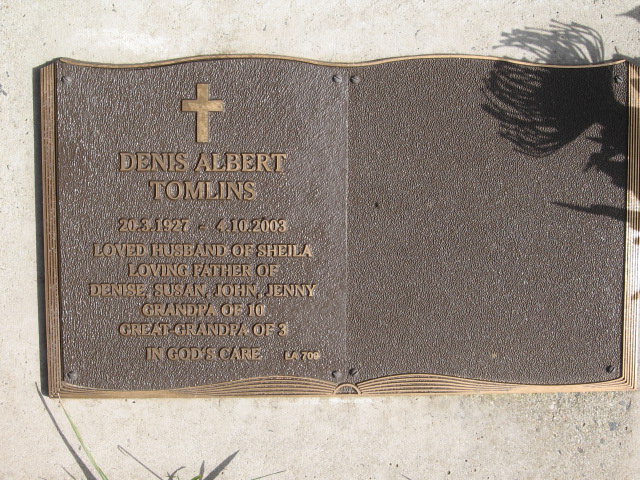 DENIS ALBERT
TOMLINS
20.3.1927 - 4.10.2003
LOVED HUSBAND OF SHEILA
LOVING FATHER OF
DENISE, SUSAN, JOHN, JENNY
GRANDPA OF 10
GREAT-GRANDPA OF 3
IN GOD'S CARE EA 709